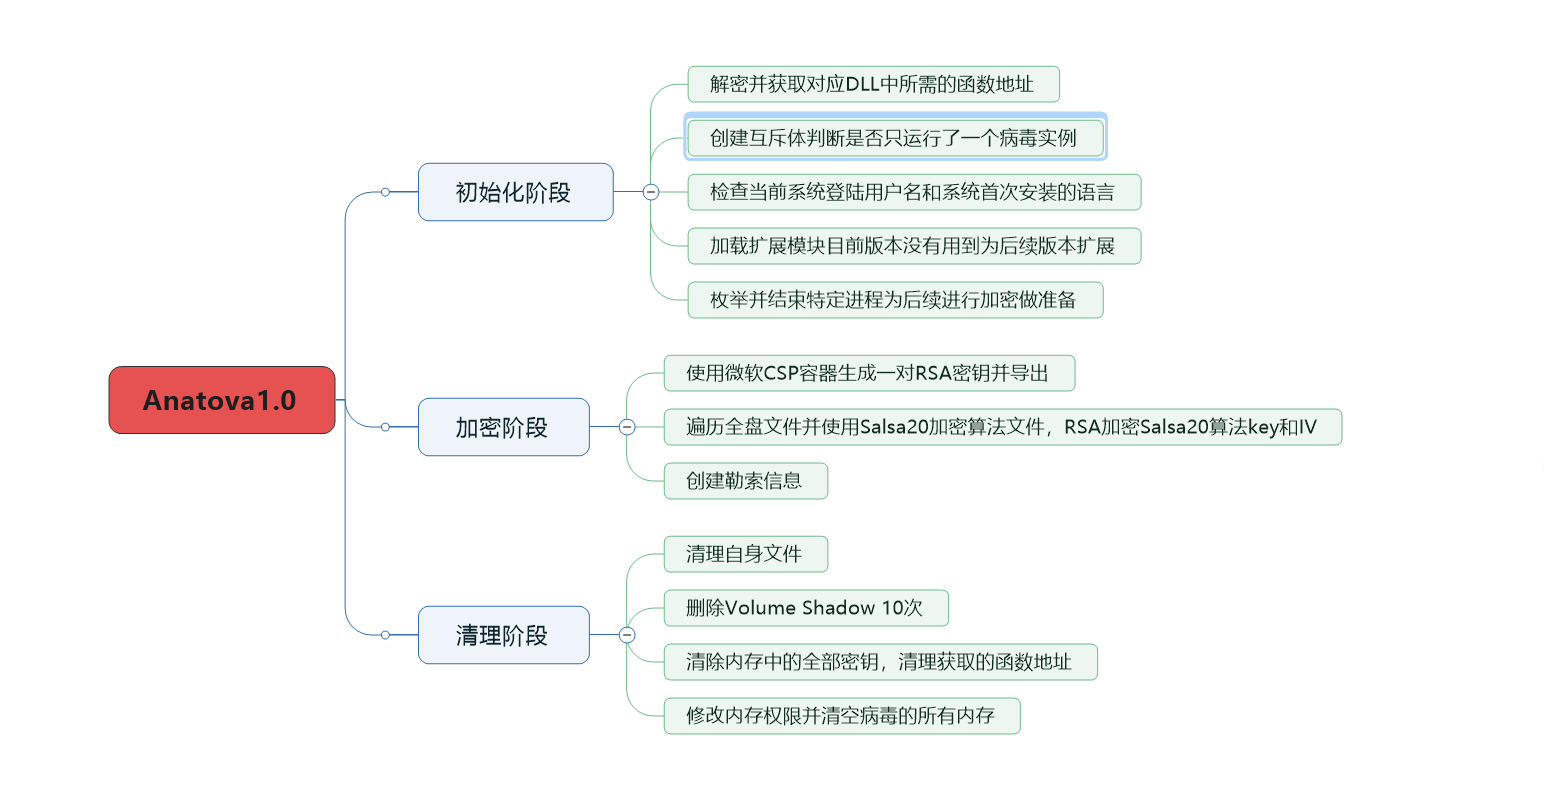 Anatova1.0
初始化阶段
解密并获取对应DLL中所需的函数地址
创建互斥体判断是否只运行了一个病毒实例
检查当前系统登陆用户名和系统首次安装的语言
加载扩展模块目前版本没有用到为后续版本扩展
枚举并结束特定进程为后续进行加密做准备
加密阶段
使用微软CSP容器生成一对RSA密钥并导出
遍历全盘文件并使用Salsa20加密算法文件，RSA加密Salsa20算法key和IV
创建勒索信息
清理阶段
清理自身文件
删除Volume Shadow 10次
清除内存中的全部密钥，清理获取的函数地址
修改内存权限并清空病毒的所有内存